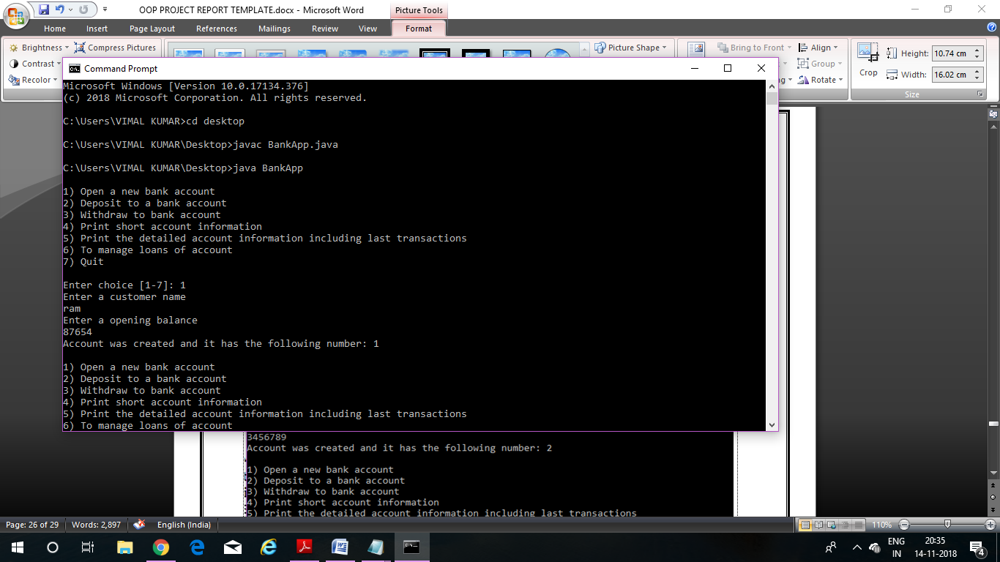 OOP PROJECT REPORT TEMPLATE.docx - Microsoft Word
Picture Tools
Home Insert Page Layout References Mailings Review View Format
Brightness Compress Pictures Picture Shape Bring to Front Align Height: 10.74 cm
Contrast Group Crop Width: 16.02 cm
Recolor Rotate
Size
Command Prompt
Microsoft Windows [Version 10.0.17134.376]
(c) 2018 Microsoft Corporation. All rights reserved.
C:\Users\VIMAL KUMAR>cd desktop
C:\Users\VIMAL KUMAR\Desktop>javac BankApp.java
C:\Users\VIMAL KUMAR\Desktop>java BankApp
1) Open a new bank account
2) Deposit to a bank account
3) Withdraw to bank account
4) Print short account information
5) Print the detailed account information including last transactions
6) To manage loans of account
7) Quit
Enter choice [1-7]: 1
Enter a customer name
ram
Enter a opening balance
87654
Account was created and it has the following number: 1
1) Open a new bank account
2) Deposit to a bank account
3) Withdraw to bank account
4) Print short account information
5) Print the detailed account information including last transactions
6) To manage loans of account
3456789
Account was created and it has the following number: 2
1) Open a new bank account
2) Deposit to a bank account
3) Withdraw to bank account
4) Print short account information
5) Print the detailed account information including last transactions
Page: 26 of 29 Words: 2,897 English (India) 110%
ENG 20:35
IN 14-11-2018 4